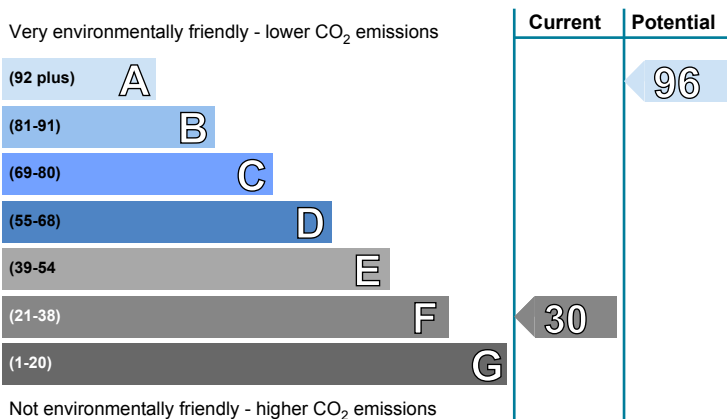 Current Potential
Very environmentally friendly - lower CO2 emissions
(92 plus) A 96
(81-91) B
(69-80) C
(55-68) D
(39-54 E
(21-38) F 30
(1-20) G
Not environmentally friendly - higher CO2 emissions